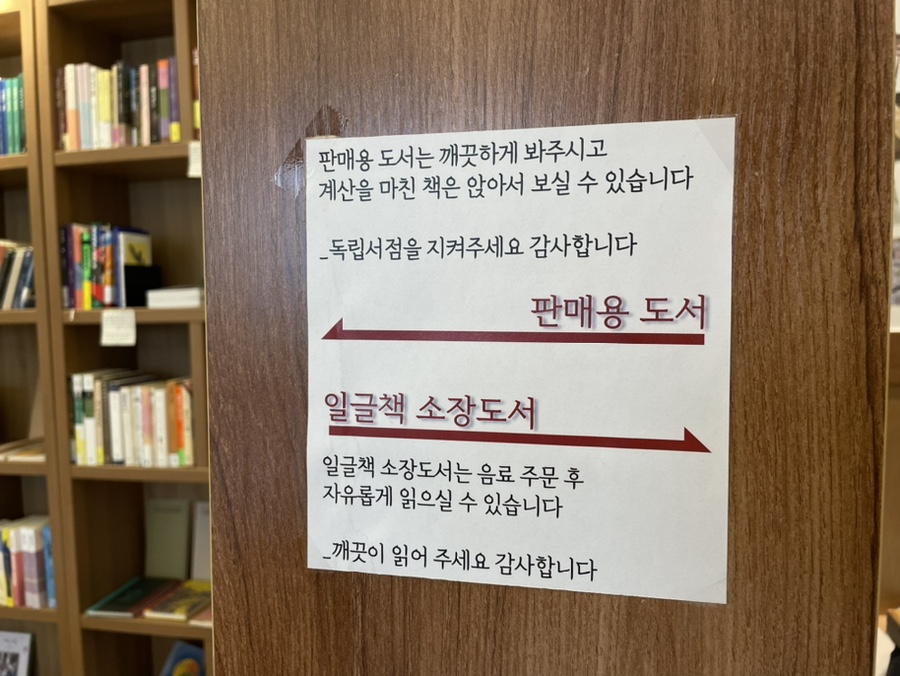 판매용 도서는 깨끗하게 봐주시고
계산을 마친 책은 앉아서 보실 수 있습니다
_독립서점을 지켜주세요 감사합니다
판매용 도서
일글책 소장도서
일글책 소장도서는 음료 주문 후
자유롭게 읽으실 수 있습니다
_깨끗이 읽어 주세요 감사합니다